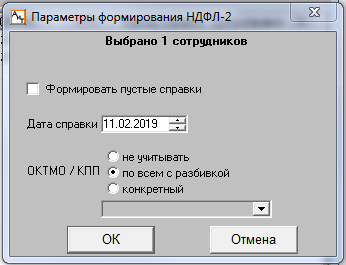 Параметры формирования НДФЛ-2
Выбрано 1 сотрудников
Формировать пустые справки
Дата справки 11.02.2019
не учитывать
ОКТМО / КПП по всем с разбивкой
конкретный
ОК Отмена